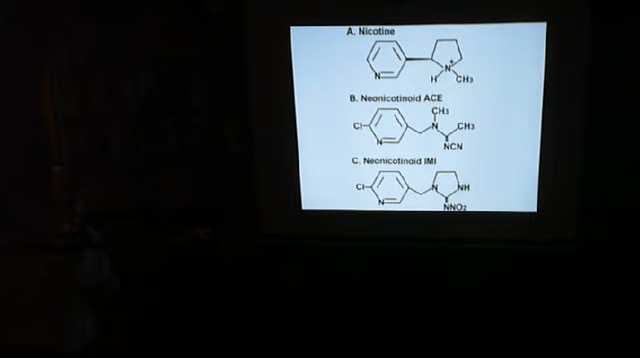 A. Nicotine
N
N
+
H
CH3
B. Neonicotinoid ACE
CH3
Cl
N
CH3
N
NCN
C. Neonicotinoid IMI
Cl
N
NH
N
NNO2